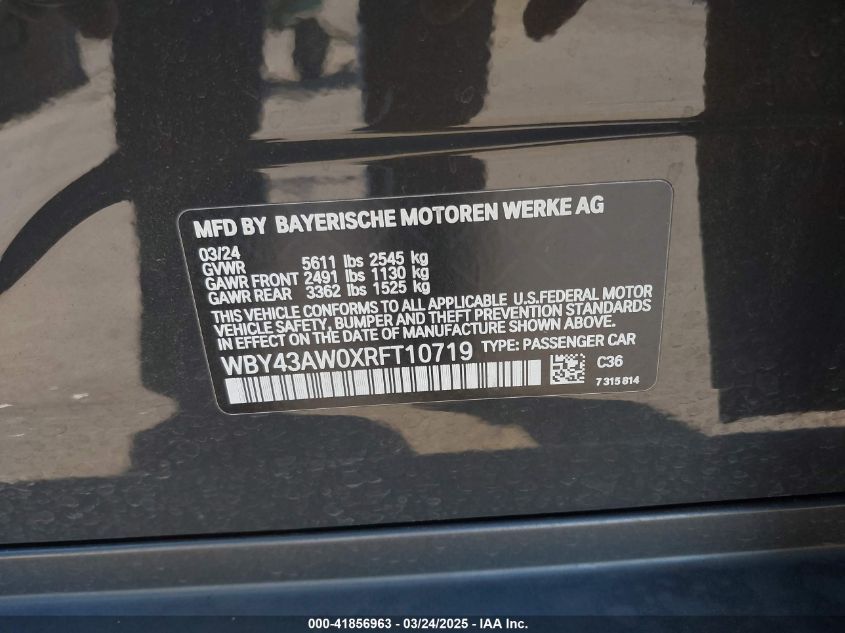 MFD BY BAYERISCHE MOTOREN WERKE AG
03/24
GVWR 5611 lbs 2545 kg
GAWR FRONT 2491 lbs 1130 kg
GAWR REAR 3362 lbs 1525 kg
THIS VEHICLE CONFORMS TO ALL APPLICABLE U.S.FEDERAL MOTOR
VEHICLE SAFETY, BUMPER AND THEFT PREVENTION STANDARDS
IN EFFECT ON THE DATE OF MANUFACTURE SHOWN ABOVE.
WBY43AW0XRFT10719 TYPE: PASSENGER CAR
C36
7 315 814
000-41856963 - 03/24/2025 - IAA Inc.